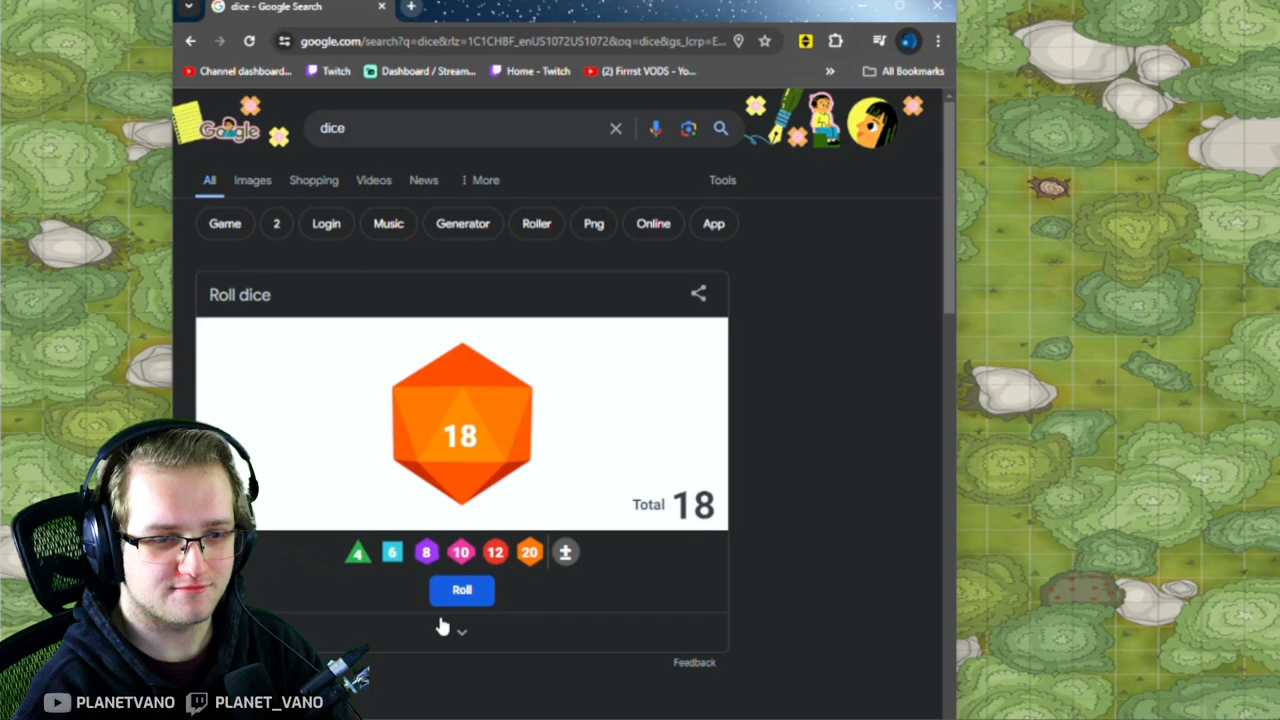 dice - Google Search
google.com/search?q=dice&rlz=1C1CHBF_enUS1072US1072&oq=dice&gs_lcrp=E...
Channel dashboard... Twitch Dashboard / Stream... Home - Twitch (2) Firrrst VODS - Yo... » All Bookmarks
Google dice
All Images Shopping Videos News More Tools
Game 2 Login Music Generator Roller Png Online App
Roll dice
18
Total 18
4 6 8 10 12 20 ±
Roll
Feedback
PLANETVANO PLANET_VANO